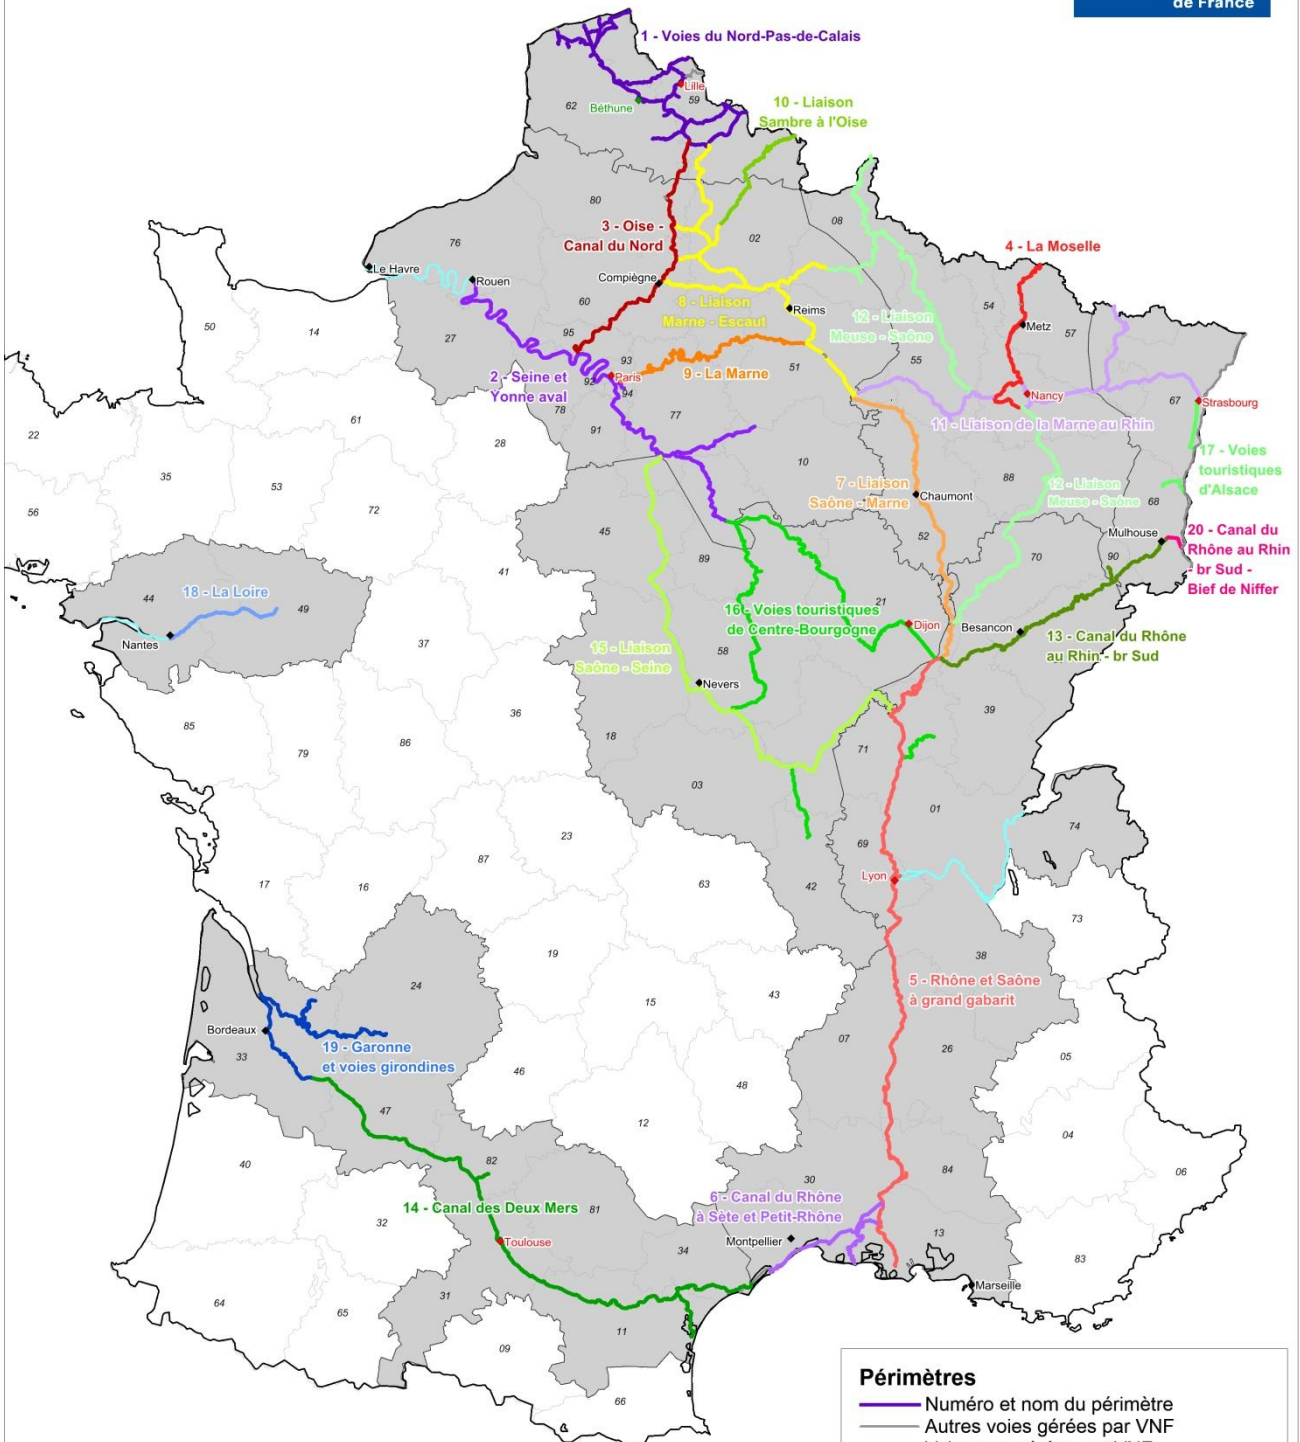 de France
1 - Voies du Nord-Pas-de-Calais
Lille
Béthune
59
62
10 - Liaison
Sambre à l'Oise
80
08
02
3 - Oise -
Canal du Nord
76
4 - La Moselle
Le Havre
Rouen
Compiègne
60
8 - Liaison
Marne - Escaut
Reims
12 - Liaison
Meuse - Saône
54
Metz
57
50
14
27
95
93
92
Paris
94
9 - La Marne
51
55
2 - Seine et
Yonne aval
78
77
91
Nancy
67
Strasbourg
11 - Liaison de la Marne au Rhin
61
22
28
35
53
10
88
17 - Voies
touristiques
d'Alsace
7 - Liaison
Saône - Marne
Chaumont
12 - Liaison
Meuse - Saône
68
56
72
45
52
Mulhouse
20 - Canal du
Rhône au Rhin
- br Sud -
Bief de Niffer
89
70
90
41
44
18 - La Loire
49
21
16 - Voies touristiques
de Centre-Bourgogne
Dijon
Besancon
13 - Canal du Rhône
au Rhin - br Sud
Nantes
37
15 - Liaison
Saône - Seine
58
Nevers
36
39
85
79
86
18
71
03
01
74
23
87
69
Lyon
17
16
63
42
73
19
38
24
15
43
5 - Rhône et Saône
à grand gabarit
Bordeaux
33
19 - Garonne
et voies girondines
07
26
05
46
48
47
12
04
40
82
30
84
06
14 - Canal des Deux Mers
81
6 - Canal du Rhône
à Sète et Petit-Rhône
32
Toulouse
34
Montpellier
13
83
Marseille
64
65
31
11
09
66
Périmètres
Numéro et nom du périmètre
Autres voies gérées par VNF